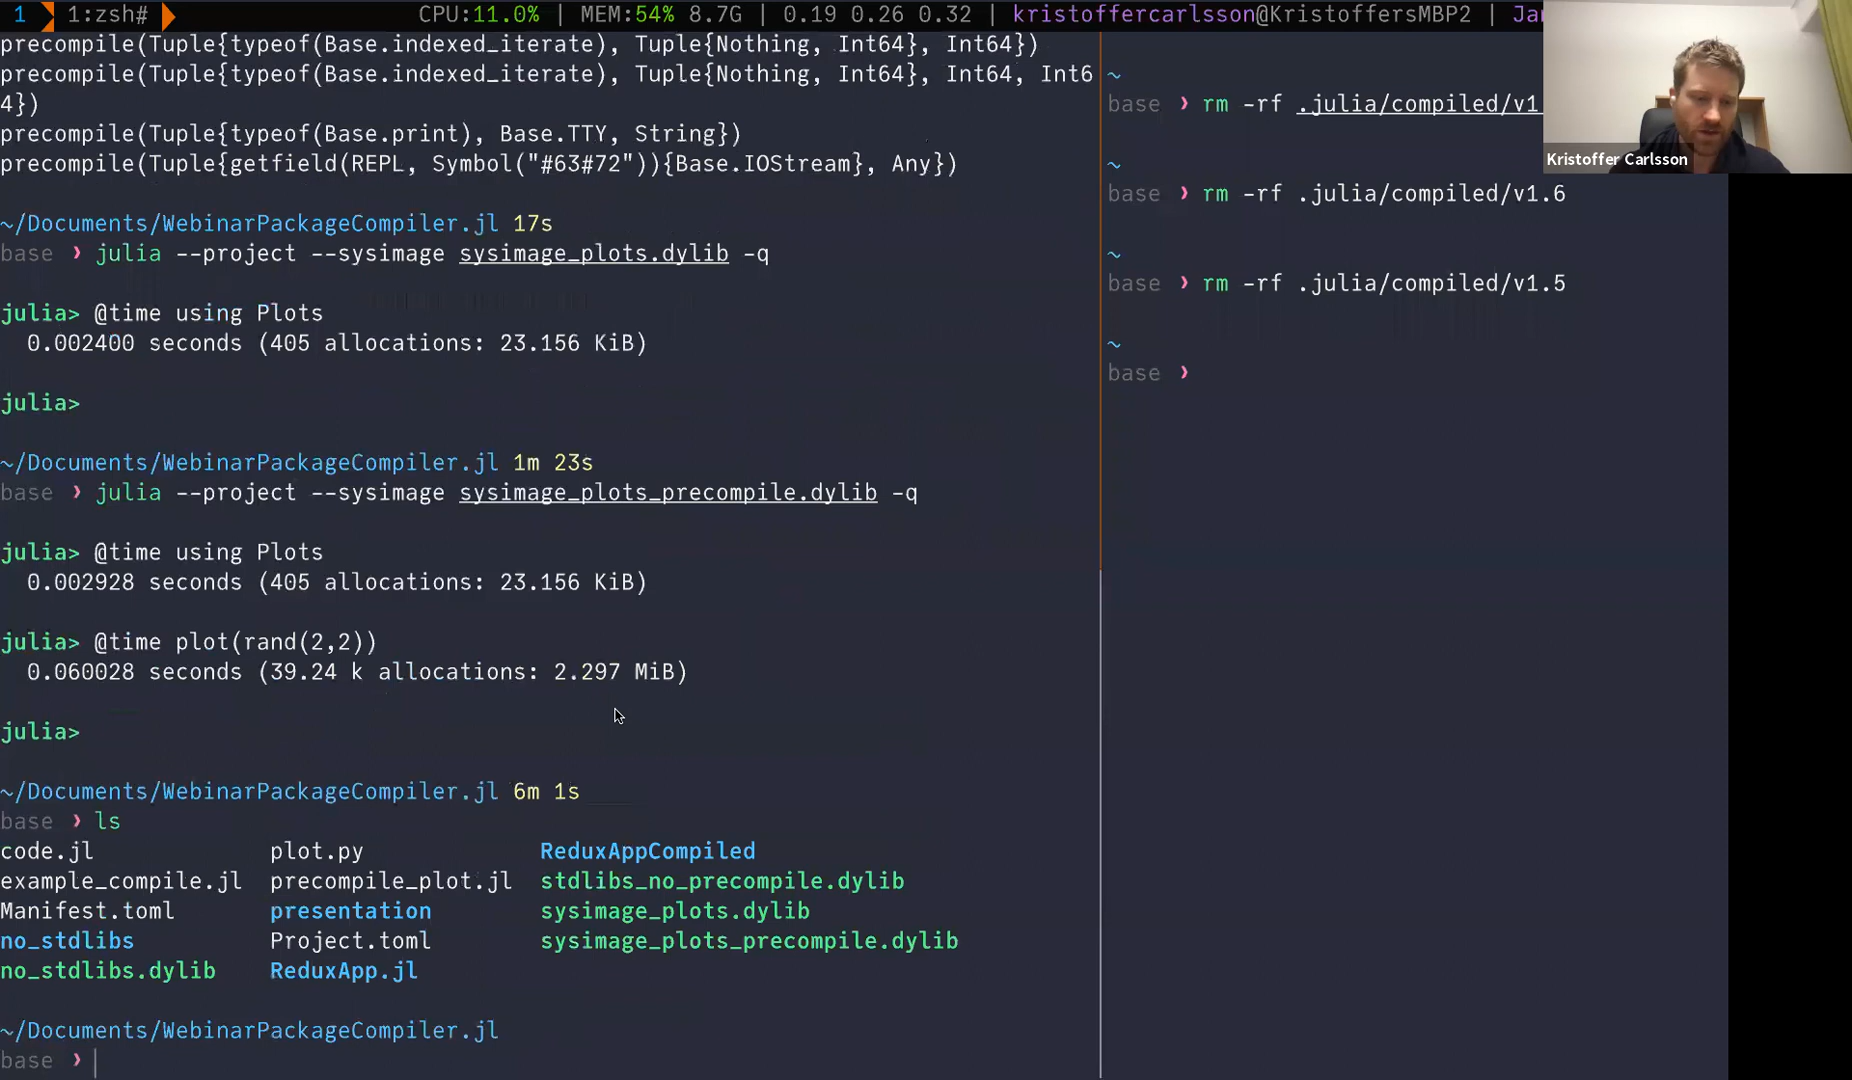 1 1:zsh# CPU:11.0% | MEM:54% 8.7G | 0.19 26 0.32 | kristoffercarlsson@KristoffersMBP2 |
precompile(Tuple{typeof(Base.indexed_iterate), Tuple{Nothing, Int64}, Int64})
precompile(Tuple{typeof(Base.indexed_iterate), Tuple{Nothing, Int64}, Int64, Int6
4})
precompile(Tuple{typeof(Base.print), Base.TTY, String})
precompile(Tuple{getfield(REPL, Symbol("#63#72")){Base.IOStream}, Any})
~/Documents/WebinarPackageCompiler.jl 17s
base ❯ julia --project --sysimage sysimage_plots.dylib -q
julia> @time using Plots
0.002400 seconds (405 allocations: 23.156 KiB)
julia>
~/Documents/WebinarPackageCompiler.jl 1m 23s
base ❯ julia --project --sysimage sysimage_plots_precompile.dylib -q
julia> @time using Plots
0.002928 seconds (405 allocations: 23.156 KiB)
julia> @time plot(rand(2,2))
0.060028 seconds (39.24 k allocations: 2.297 MiB)
julia>
~/Documents/WebinarPackageCompiler.jl 6m 1s
base ❯ ls
code.jl plot.py ReduxAppCompiled
example_compile.jl precompile_plot.jl stdlibs_no_precompile.dylib
Manifest.toml presentation sysimage_plots.dylib
no_stdlibs Project.toml sysimage_plots_precompile.dylib
no_stdlibs.dylib ReduxApp.jl
~/Documents/WebinarPackageCompiler.jl
base ❯
~
base ❯ rm -rf .julia/compiled/v1
~
base ❯ rm -rf .julia/compiled/v1.6
~
base ❯ rm -rf .julia/compiled/v1.5
~
base ❯
Kristoffer Carlsson